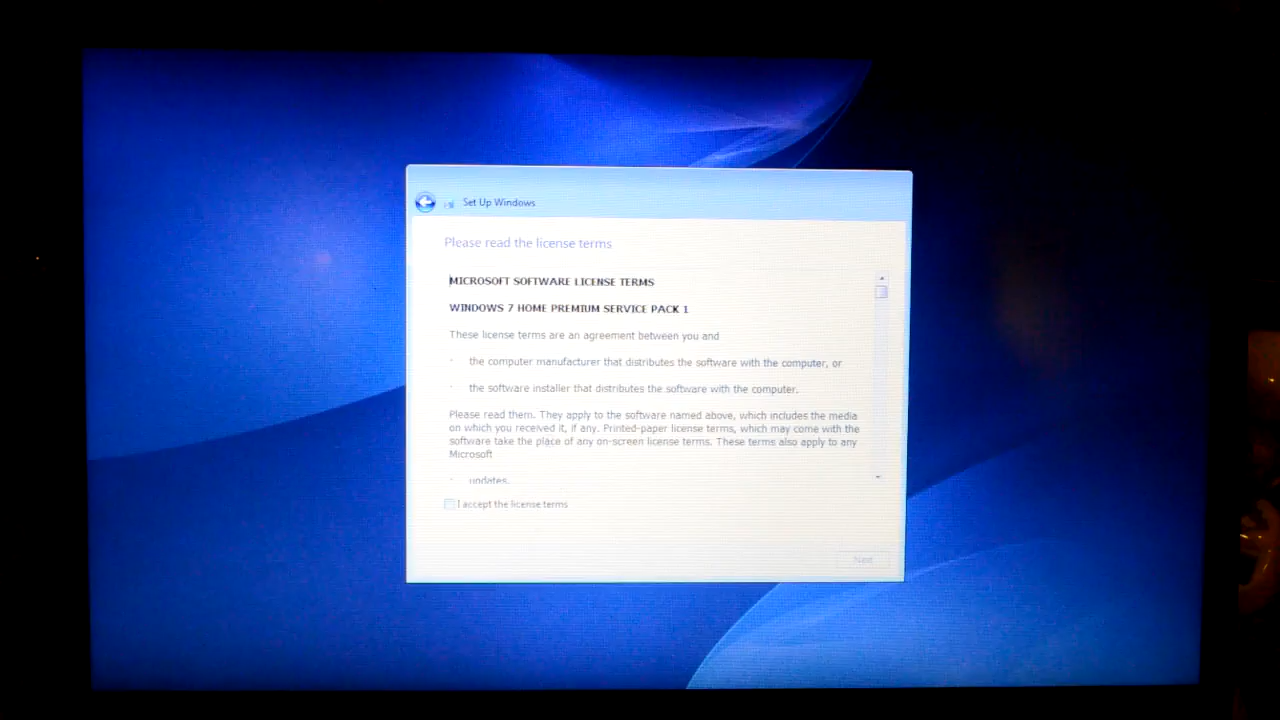 Set Up Windows
Please read the license terms
MICROSOFT SOFTWARE LICENSE TERMS
WINDOWS 7 HOME PREMIUM SERVICE PACK 1
These license terms are an agreement between you and
· the computer manufacturer that distributes the software with the computer, or
· the software installer that distributes the software with the computer.
Please read them. They apply to the software named above, which includes the media
on which you received it, if any. Printed-paper license terms, which may come with the
software take the place of any on-screen license terms. These terms also apply to any
Microsoft
· updates,
I accept the license terms
Next